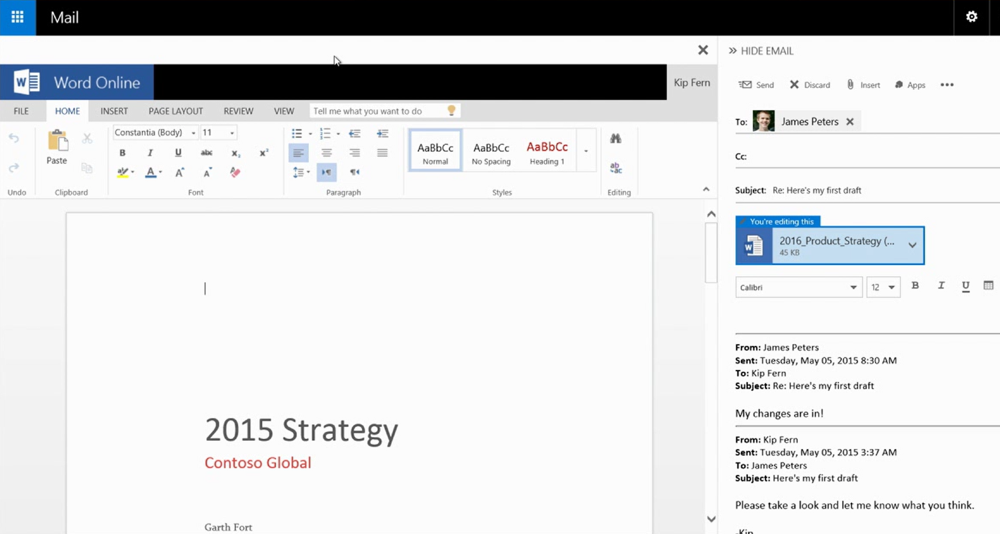 Mail
HIDE EMAIL
Word Online
Kip Fern
FILE HOME INSERT PAGE LAYOUT REVIEW VIEW Tell me what you want to do
Constantia (Body) 11
Paste
B I U abc x₂ x²
A A A
AaBbCc AaBbCc AaBbCc
Normal No Spacing Heading 1
ab
ac
Undo Clipboard Font Paragraph Styles Editing
2015 Strategy
Contoso Global
Garth Fort
Send Discard Insert Apps
To: James Peters
Cc:
Subject: Re: Here's my first draft
You're editing this
2016_Product_Strategy (...
45 KB
Calibri 12 B I U
From: James Peters
Sent: Tuesday, May 05, 2015 8:30 AM
To: Kip Fern
Subject: Re: Here's my first draft
My changes are in!
From: Kip Fern
Sent: Tuesday, May 05, 2015 3:37 AM
To: James Peters
Subject: Here's my first draft
Please take a look and let me know what you think.
-Kip